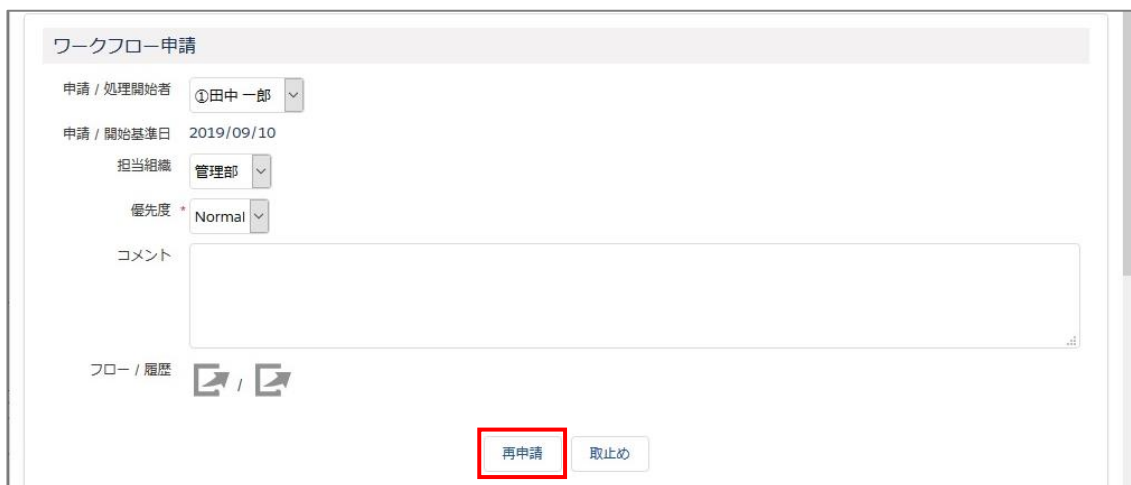 ワークフロー申請
申請 / 処理開始者 ①田中 一郎
申請 / 開始基準日 2019/09/10
担当組織 管理部
優先度 * Normal
コメント
フロー / 履歴 /
再申請 取止め